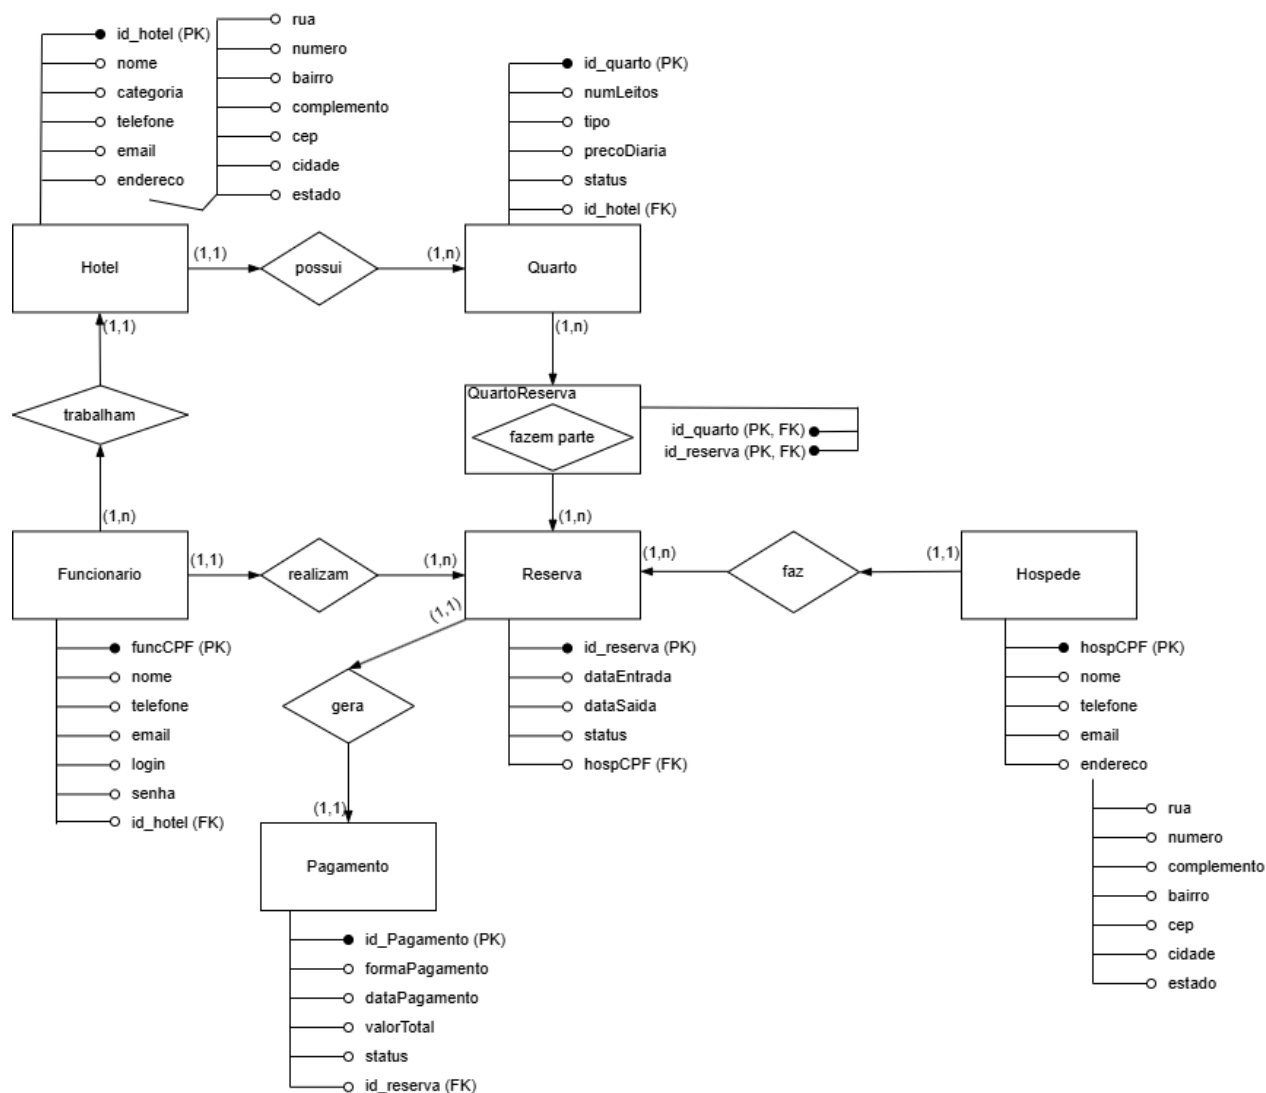 id_hotel (PK)
nome
categoria
telefone
email
endereco
rua
numero
bairro
complemento
cep
cidade
estado
id_quarto (PK)
numLeitos
tipo
precoDiaria
status
id_hotel (FK)
Hotel
(1,1)
possui
(1,n)
Quarto
(1,1)
(1,n)
trabalham
QuartoReserva
fazem parte
id_quarto (PK, FK)
id_reserva (PK, FK)
(1,n)
(1,n)
Funcionario
(1,1)
realizam
(1,n)
Reserva
(1,n)
faz
(1,1)
Hospede
(1,1)
funcCPF (PK)
nome
telefone
email
login
senha
id_hotel (FK)
gera
(1,1)
id_reserva (PK)
dataEntrada
dataSaida
status
hospCPF (FK)
hospCPF (PK)
nome
telefone
email
endereco
rua
numero
complemento
bairro
cep
cidade
estado
Pagamento
id_Pagamento (PK)
formaPagamento
dataPagamento
valorTotal
status
id_reserva (FK)